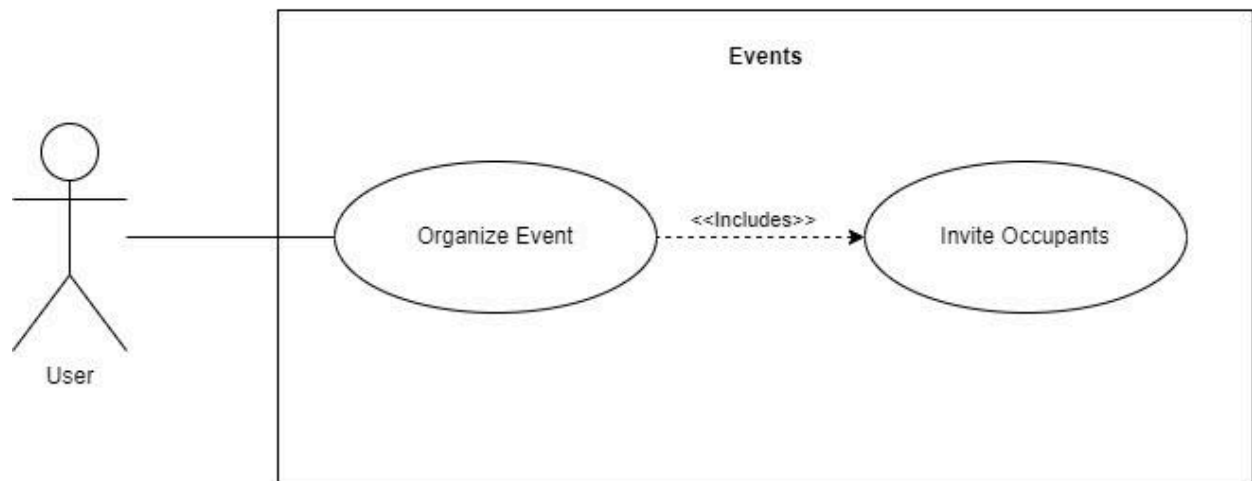 Events
Organize Event
<<Includes>>
Invite Occupants
User